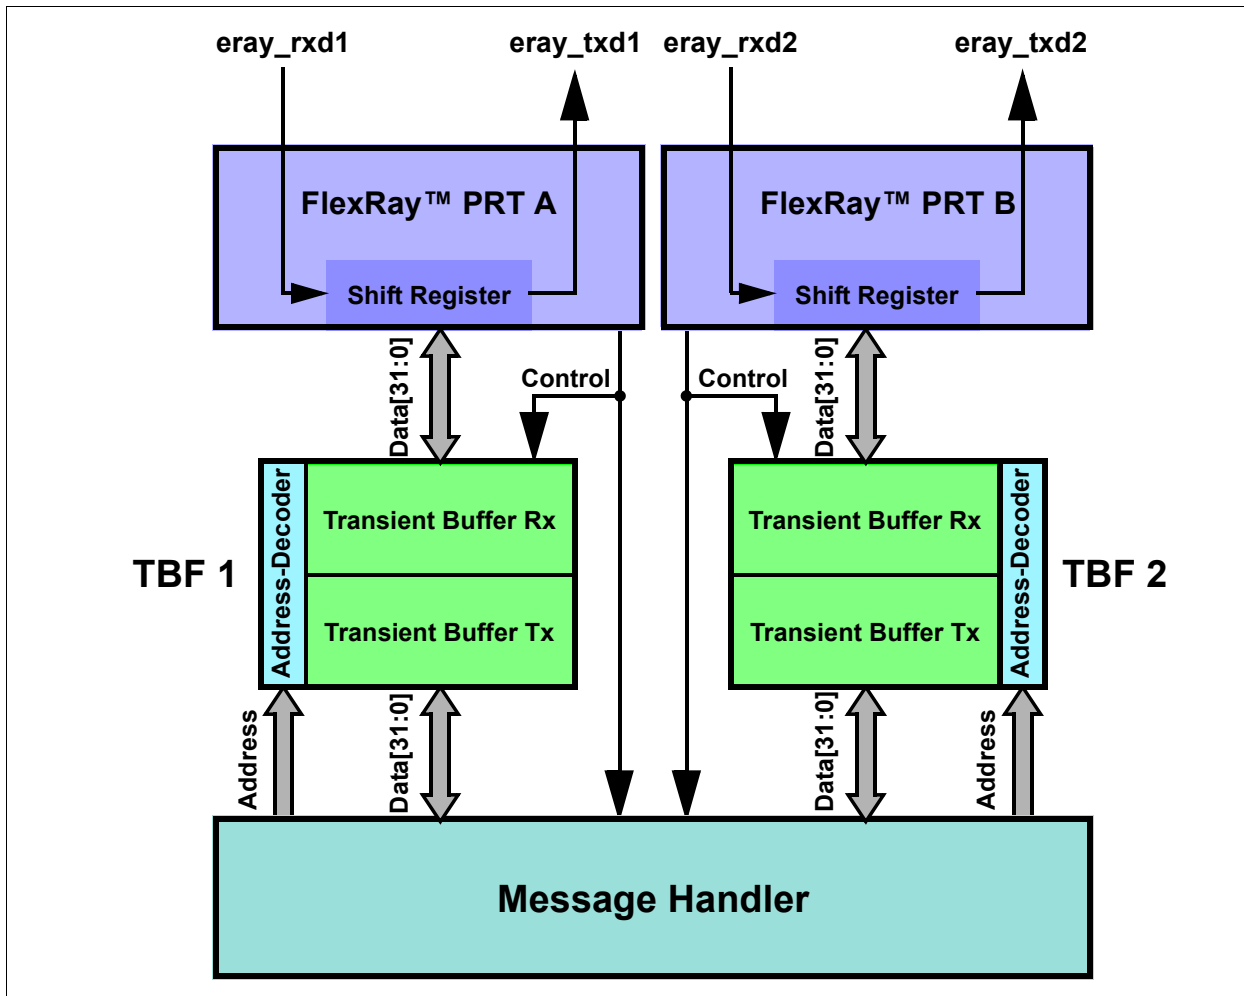 eray_rxd1
eray_txd1
eray_rxd2
eray_txd2
FlexRay™ PRT A
FlexRay™ PRT B
Shift Register
Shift Register
Data[31:0]
Control
Control
Data[31:0]
TBF 1
Address-Decoder
Transient Buffer Rx
Transient Buffer Tx
Transient Buffer Rx
Transient Buffer Tx
Address-Decoder
TBF 2
Address
Data[31:0]
Data[31:0]
Address
Message Handler